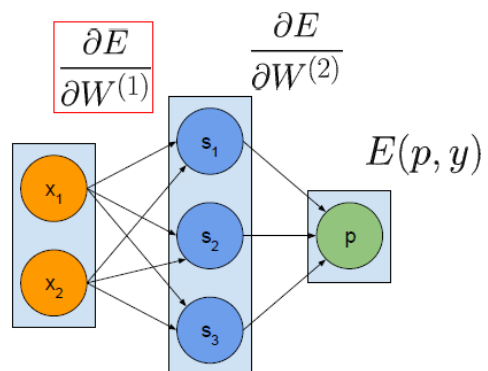 ∂E/∂W⁽¹⁾
∂E/∂W⁽²⁾
E(p, y)
x₁
x₂
s₁
s₂
s₃
p